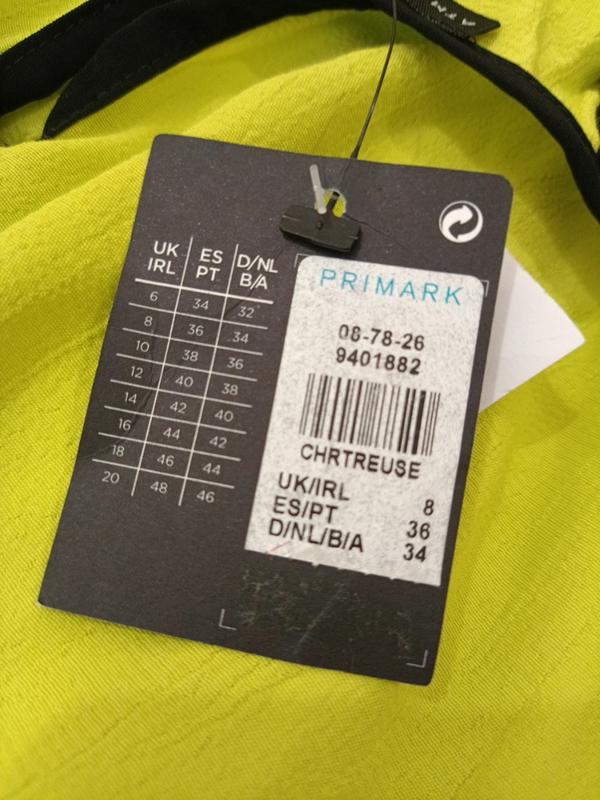 UK ES D/NL
IRL PT B/A
6 34 32
8 36 34
10 38 36
12 40 38
14 42 40
16 44 42
18 46 44
20 48 46
PRIMARK
08-78-26
9401882
CHRTREUSE
UK/IRL 8
ES/PT 36
D/NL/B/A 34